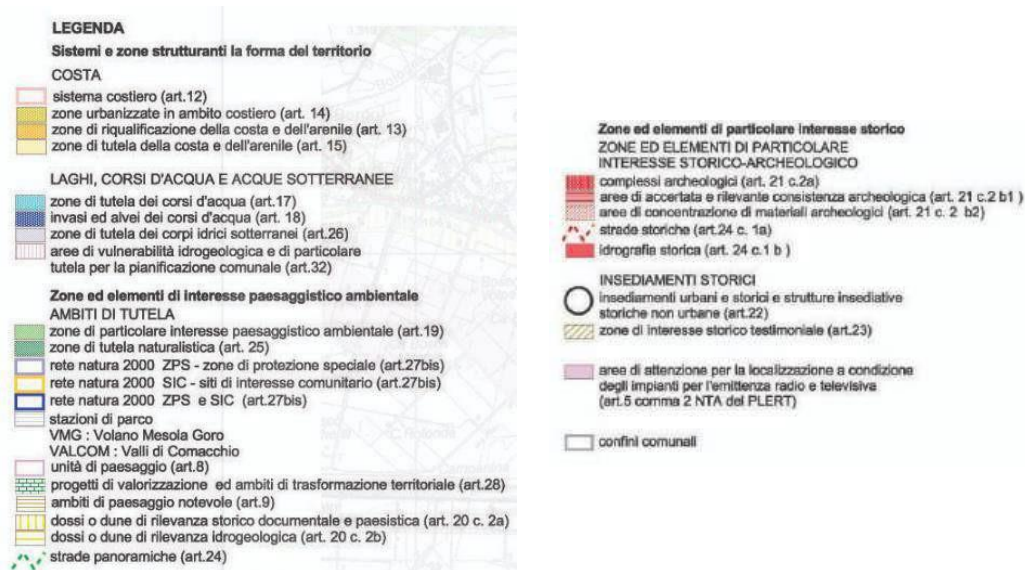 LEGENDA
Sistemi e zone strutturanti la forma del territorio
COSTA
sistema costiero (art.12)
zone urbanizzate in ambito costiero (art. 14)
zone di riqualificazione della costa e dell'arenile (art. 13)
zone di tutela della costa e dell'arenile (art. 15)
LAGHI, CORSI D'ACQUA E ACQUE SOTTERRANEE
zone di tutela dei corsi d'acqua (art.17)
invasi ed alvei dei corsi d'acqua (art. 18)
zone di tutela dei corpi idrici sotterranei (art.26)
aree di vulnerabilità idrogeologica e di particolare
tutela per la pianificazione comunale (art.32)
Zone ed elementi di interesse paesaggistico ambientale
AMBITI DI TUTELA
zone di particolare interesse paesaggistico ambientale (art.19)
zone di tutela naturalistica (art. 25)
rete natura 2000 ZPS - zone di protezione speciale (art.27bis)
rete natura 2000 SIC - siti di interesse comunitario (art.27bis)
rete natura 2000 ZPS e SIC (art.27bis)
stazioni di parco
VMG : Volano Mesola Goro
VALCOM : Valli di Comacchio
unità di paesaggio (art.8)
progetti di valorizzazione ed ambiti di trasformazione territoriale (art.28)
ambiti di paesaggio notevole (art.9)
dossi o dune di rilevanza storico documentale e paesistica (art. 20 c. 2a)
dossi o dune di rilevanza idrogeologica (art. 20 c. 2b)
strade panoramiche (art.24)
Zone ed elementi di particolare interesse storico
ZONE ED ELEMENTI DI PARTICOLARE
INTERESSE STORICO-ARCHEOLOGICO
complessi archeologici (art. 21 c.2a)
aree di accertata e rilevante consistenza archeologica (art. 21 c.2 b1 )
aree di concentrazione di materiali archeologici (art. 21 c. 2 b2)
strade storiche (art.24 c. 1a)
idrografia storica (art. 24 c.1 b )
INSEDIAMENTI STORICI
insediamenti urbani e storici e strutture insediative
storiche non urbane (art.22)
zone di interesse storico testimoniale (art.23)
aree di attenzione per la localizzazione a condizione
degli impianti per l'emittenza radio e televisiva
(art.5 comma 2 NTA del PLERT)
confini comunali